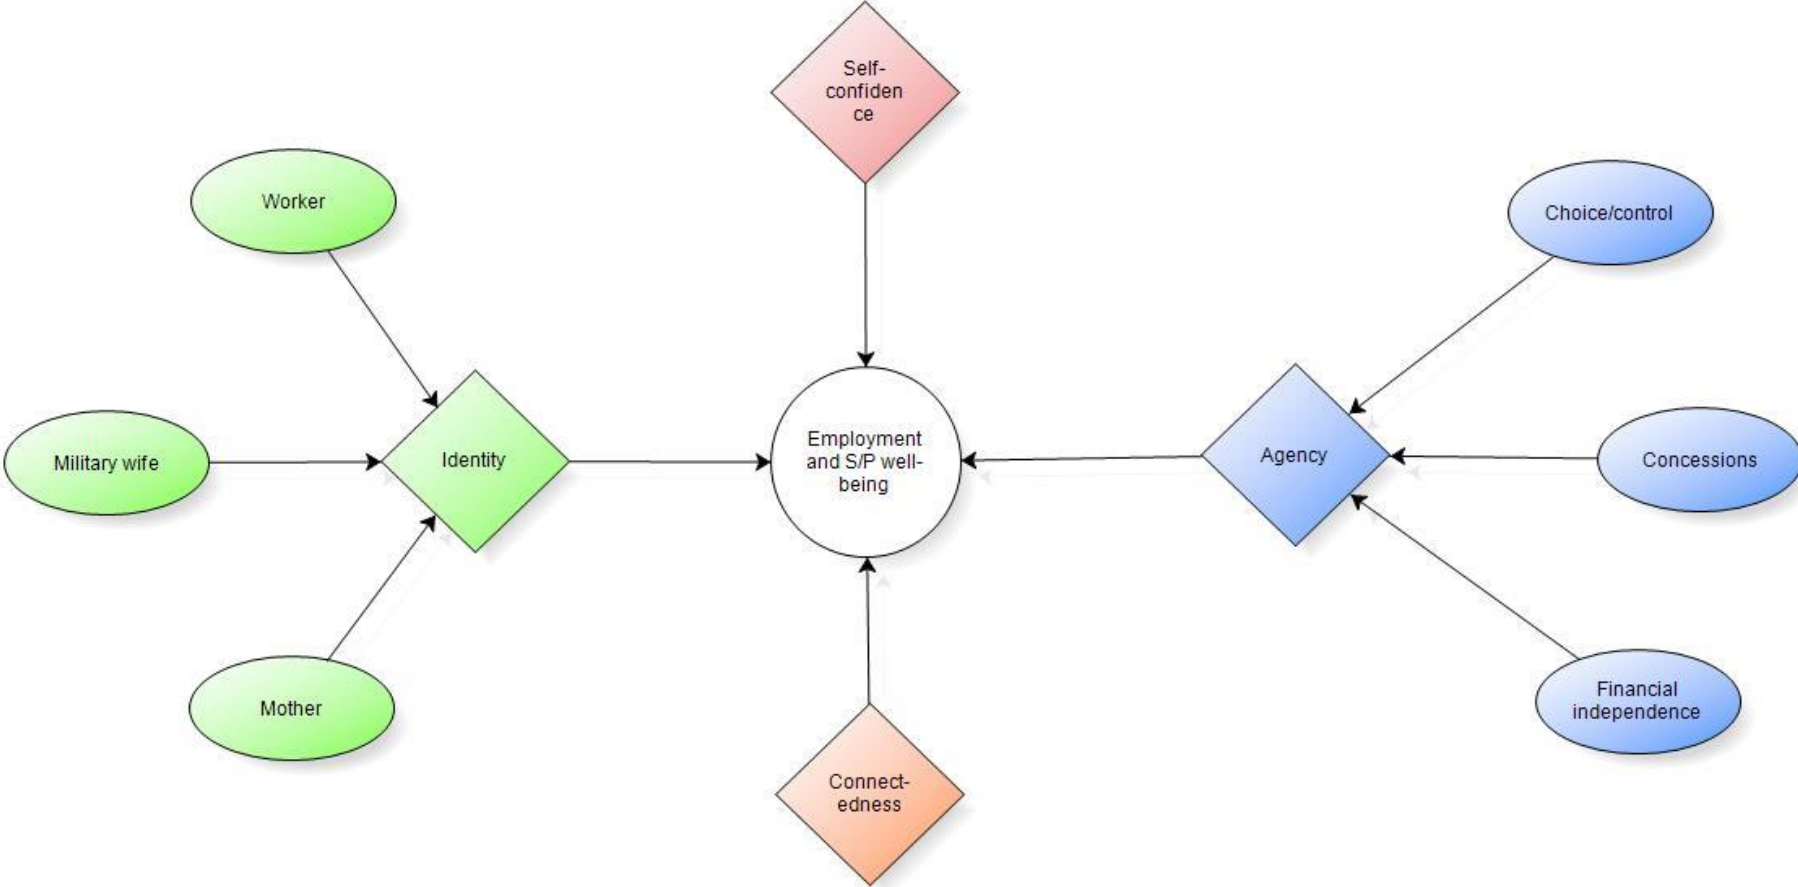 Self-
confiden
ce
Worker
Choice/control
Military wife
Identity
Employment
and S/P well-
being
Agency
Concessions
Mother
Financial
independence
Connect-
edness